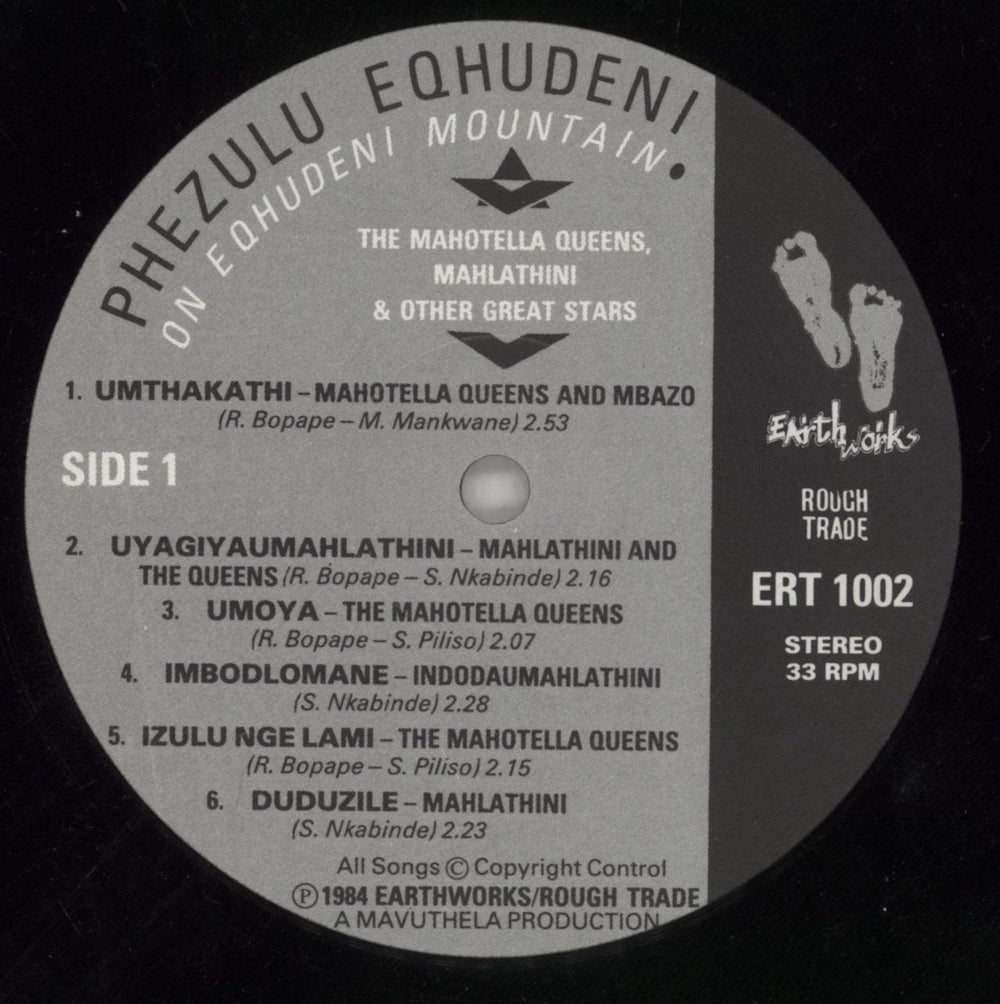 PHEZULU EQHUDENI.
ON EQHUDENI MOUNTAIN.
THE MAHOTELLA QUEENS,
MAHLATHINI
& OTHER GREAT STARS
1. UMTHAKATHI – MAHOTELLA QUEENS AND MBAZO
(R. Bopape – M. Mankwane) 2.53
SIDE 1
2. UYAGIYAUMAHLATHINI – MAHLATHINI AND
THE QUEENS (R. Bopape – S. Nkabinde) 2.16
3. UMOYA – THE MAHOTELLA QUEENS
(R. Bopape – S. Piliso) 2.07
4. IMBODLOMANE – INDODAUMAHLATHINI
(S. Nkabinde) 2.28
5. IZULU NGE LAMI – THE MAHOTELLA QUEENS
(R. Bopape – S. Piliso) 2.15
6. DUDUZILE – MAHLATHINI
(S. Nkabinde) 2.23
All Songs © Copyright Control
℗ 1984 EARTHWORKS/ROUGH TRADE
A MAVUTHELA PRODUCTION
Earthworks
ROUGH
TRADE
ERT 1002
STEREO
33 RPM